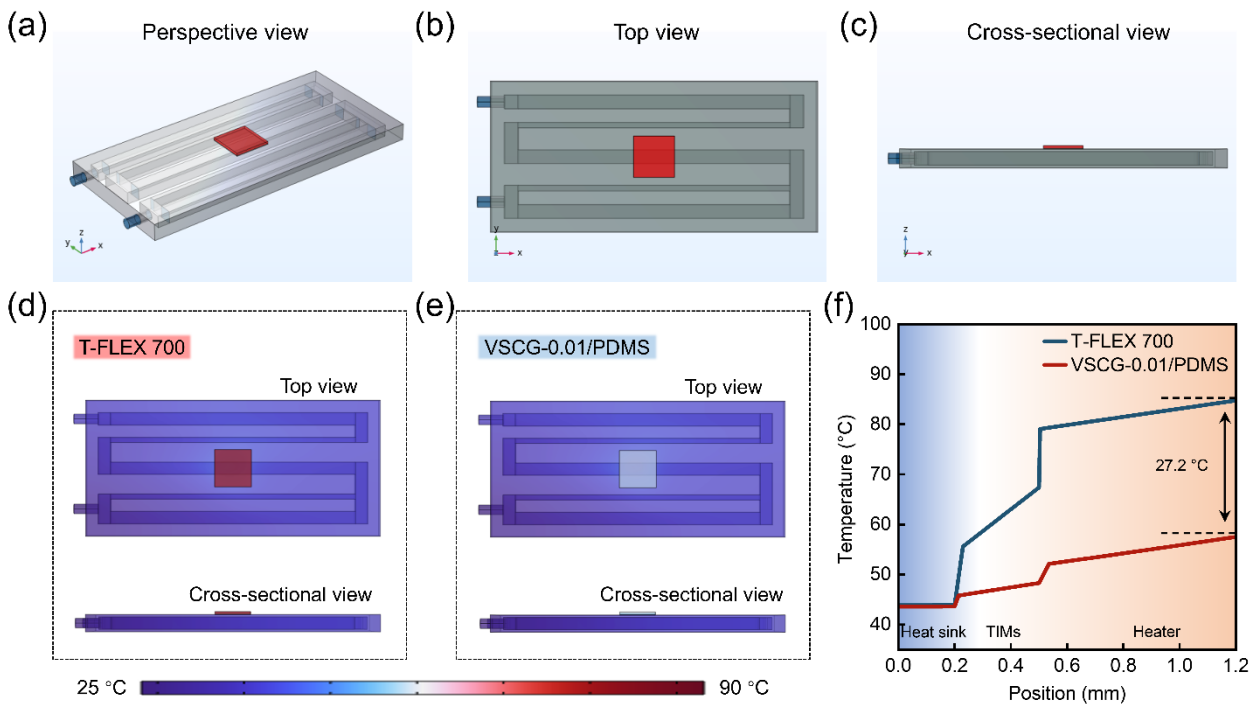 (a)
Perspective view
z
y
x
(b)
Top view
y
z
x
(c)
Cross-sectional view
z
y
x
(d)
T-FLEX 700
Top view
Cross-sectional view
(e)
VSCG-0.01/PDMS
Top view
Cross-sectional view
25 °C
90 °C
(f)
Temperature (°C)
100
90
80
70
60
50
40
T-FLEX 700
VSCG-0.01/PDMS
27.2 °C
Heat sink
TIMs
Heater
0.0 0.2 0.4 0.6 0.8 1.0 1.2
Position (mm)